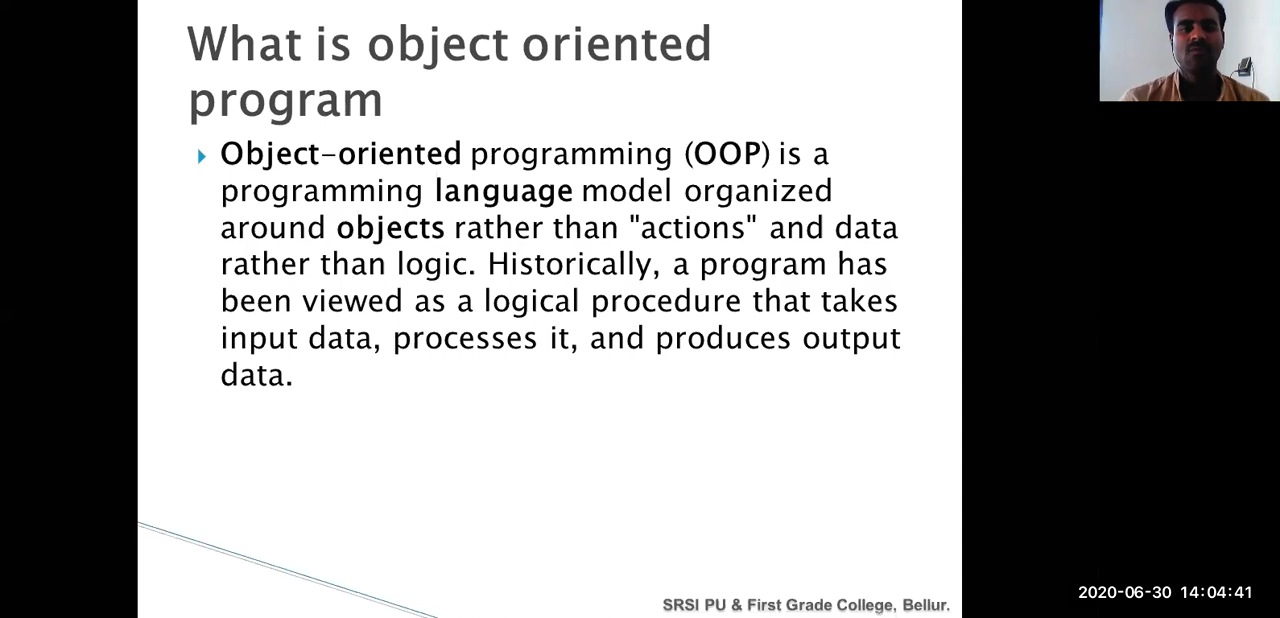 What is object oriented
program
Object-oriented programming (OOP) is a
programming language model organized
around objects rather than "actions" and data
rather than logic. Historically, a program has
been viewed as a logical procedure that takes
input data, processes it, and produces output
data.
SRSI PU & First Grade College, Bellur.
2020-06-30 14:04:41